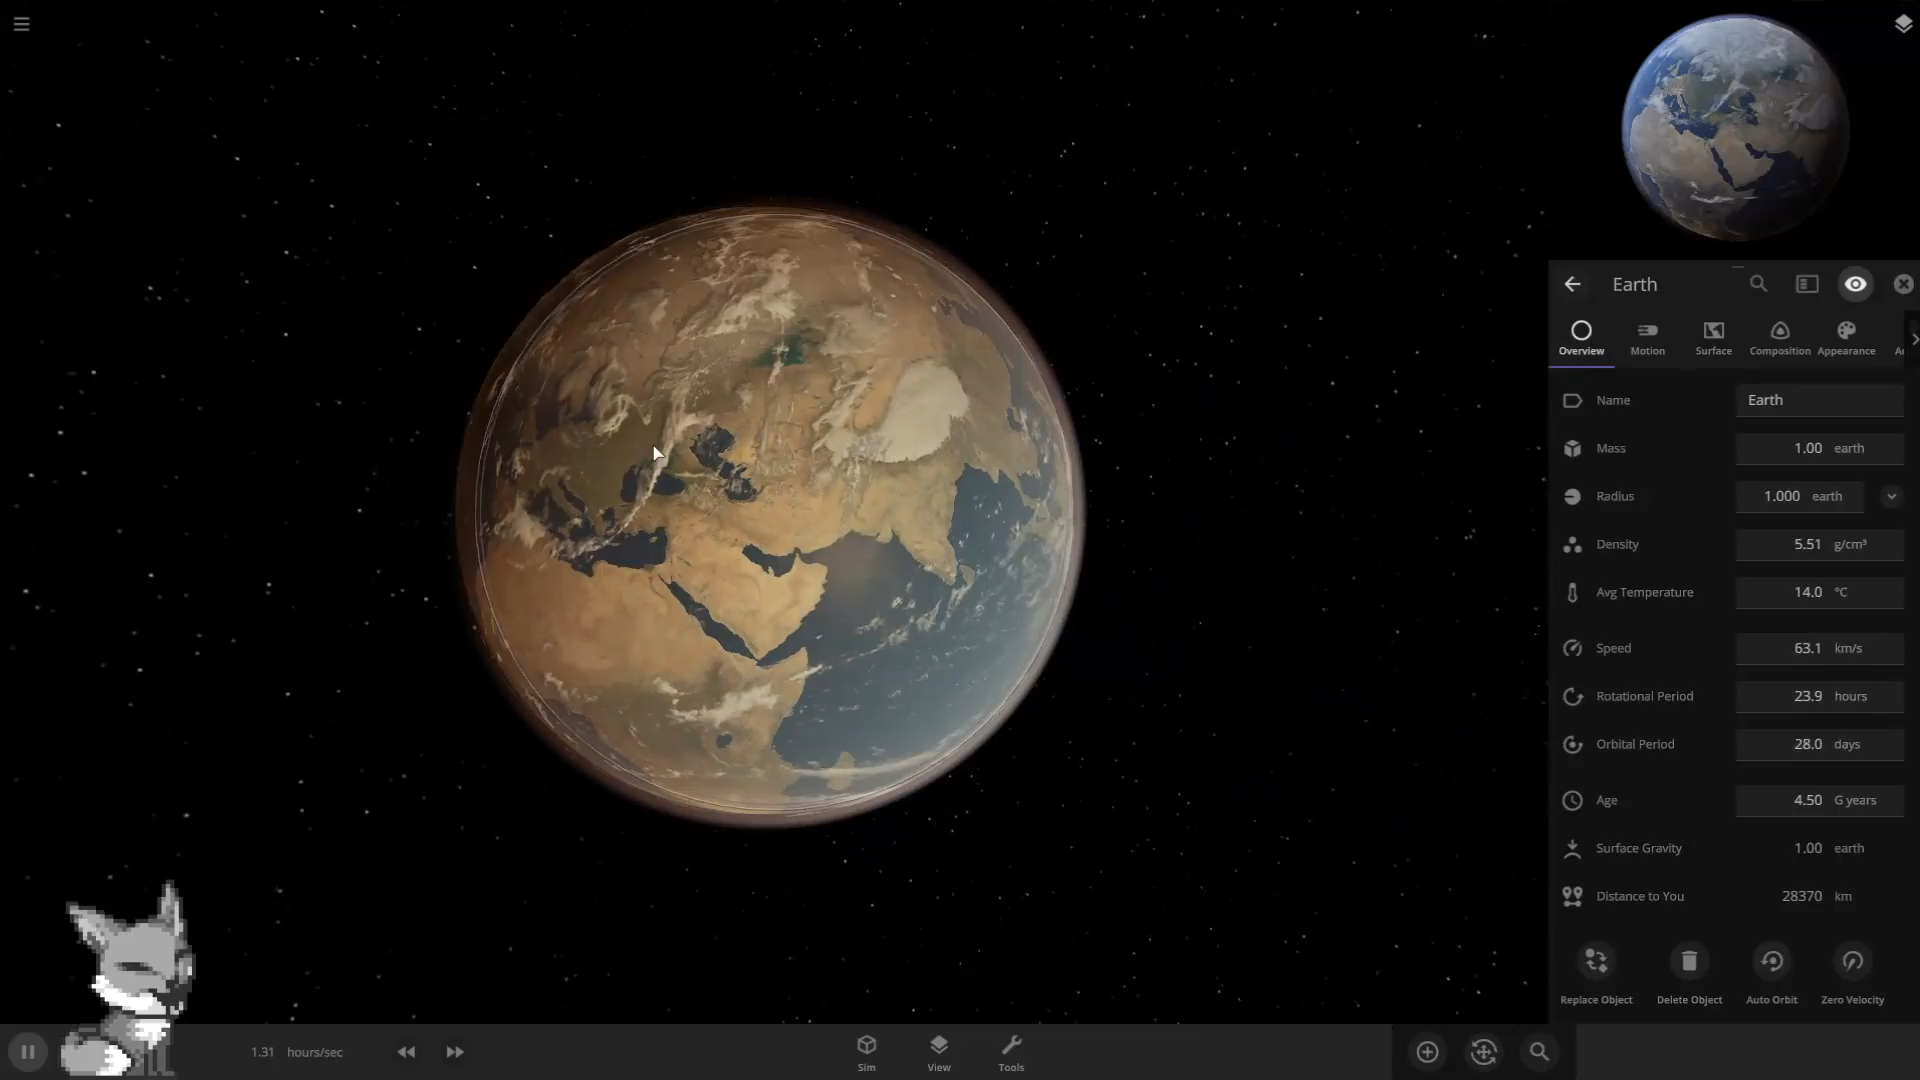 Earth
Overview
Motion
Surface
Composition
Appearance
Name Earth
Mass 1.00 earth
Radius 1.000 earth
Density 5.51 g/cm³
Avg Temperature 14.0 °C
Speed 63.1 km/s
Rotational Period 23.9 hours
Orbital Period 28.0 days
Age 4.50 G years
Surface Gravity 1.00 earth
Distance to You 28370 km
Replace Object
Delete Object
Auto Orbit
Zero Velocity
1.31 hours/sec
Sim
View
Tools